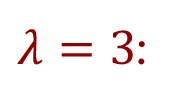 λ = 3: